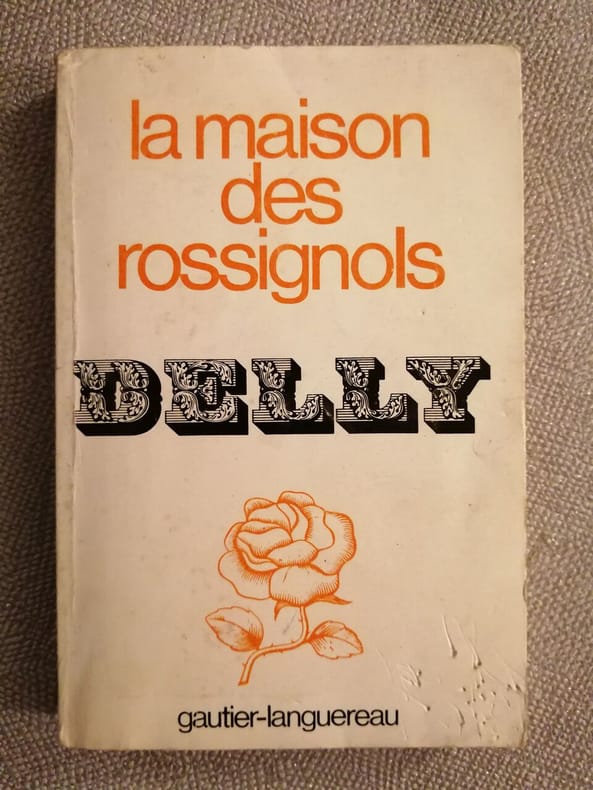 la maison
des
rossignols
DELLY
gautier-languereau